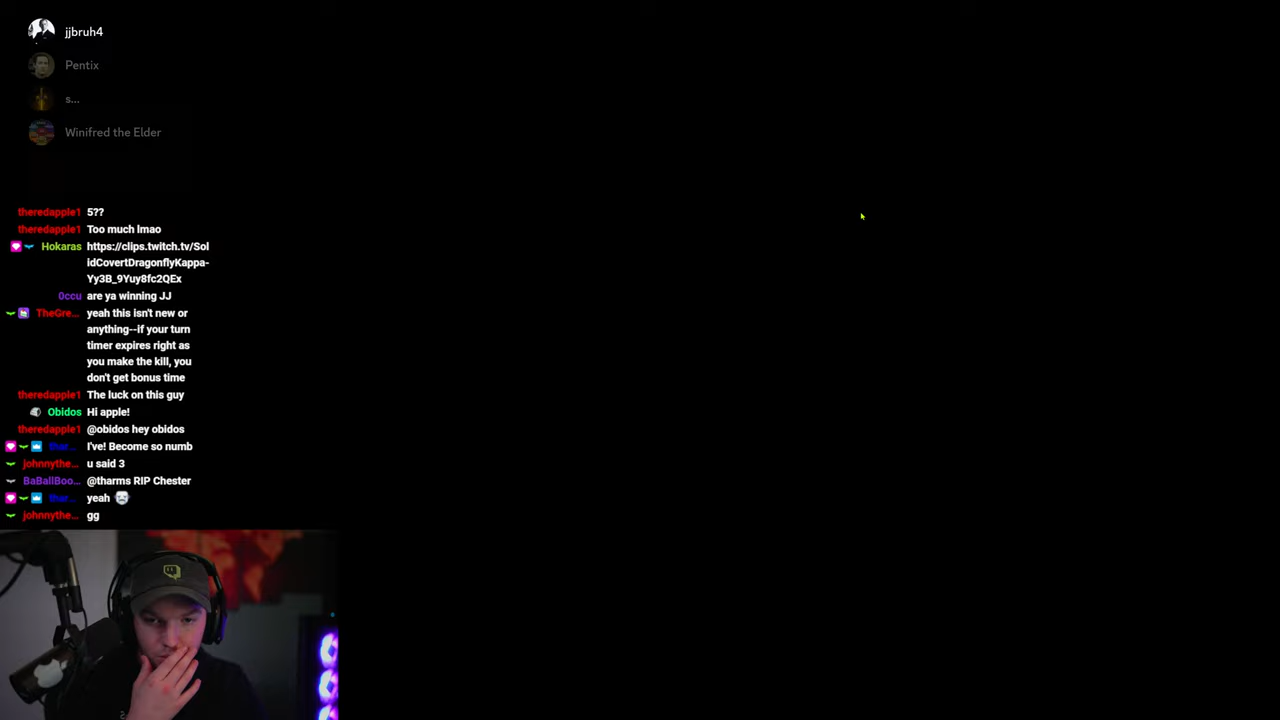 jjbruh4
Pentix
s...
Winifred the Elder
theredapple1 5??
theredapple1 Too much lmao
Hokaras https://clips.twitch.tv/Sol
idCovertDragonflyKappa-
Yy3B_9Yuy8fc2QEx
0ccu are ya winning JJ
TheGre... yeah this isn't new or
anything--if your turn
timer expires right as
you make the kill, you
don't get bonus time
theredapple1 The luck on this guy
Obidos Hi apple!
theredapple1 @obidos hey obidos
thar... I've! Become so numb
johnnythe... u said 3
BaBallBoo... @tharms RIP Chester
thar... yeah
johnnythe... gg